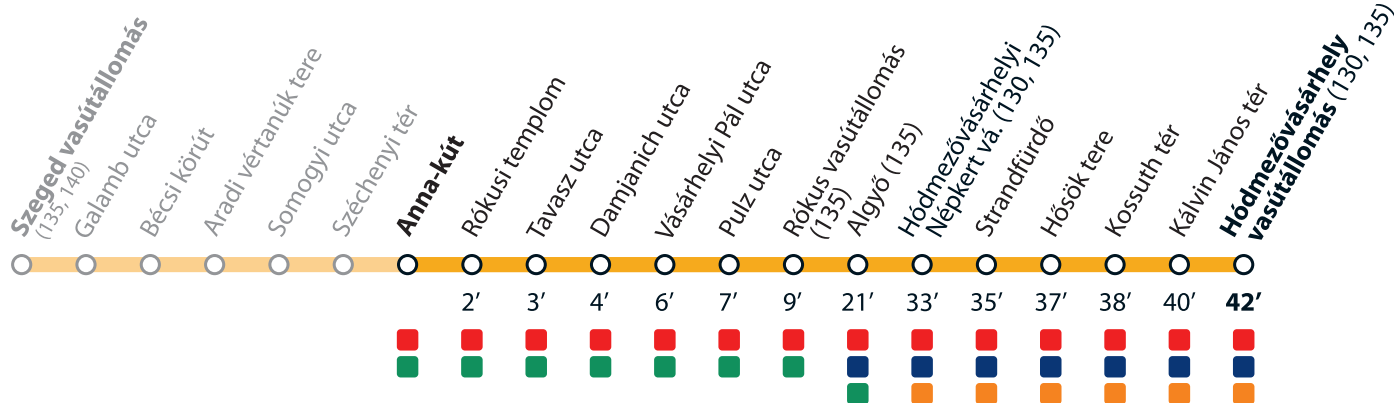 Szeged vasútállomás
(135, 140)
Galamb utca
Bécsi körút
Aradi vértanúk tere
Somogyi utca
Széchenyi tér
Anna-kút
Rókusi templom
Tavasz utca
Damjanich utca
Vásárhelyi Pál utca
Pulz utca
Rókus vasútállomás
(135)
Algyő (135)
Hódmezővásárhelyi
Népkert vá. (130, 135)
Strandfürdő
Hősök tere
Kossuth tér
Kálvin János tér
Hódmezővásárhely
vasútállomás (130, 135)
2’ 3’ 4’ 6’ 7’ 9’ 21’ 33’ 35’ 37’ 38’ 40’ 42’